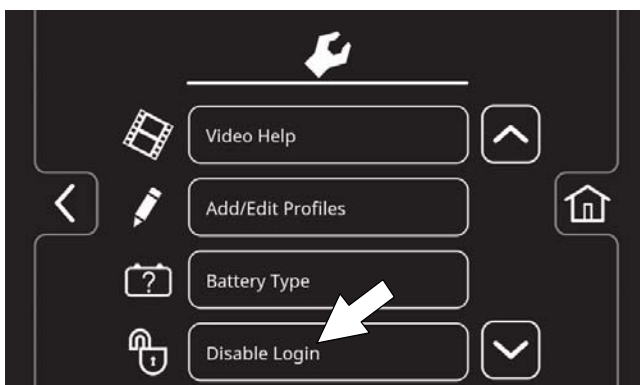 Video Help
Add/Edit Profiles
?
Battery Type
Disable Login